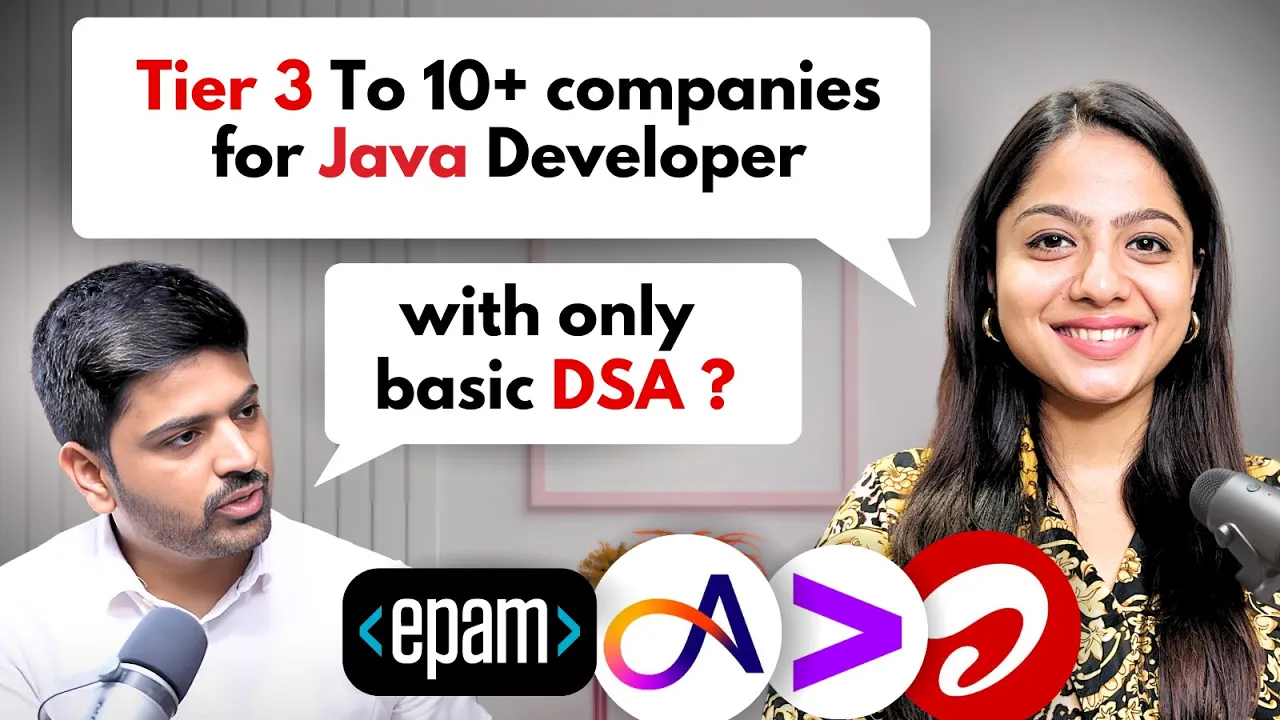 Tier 3 To 10+ companies
for Java Developer
with only
basic DSA ?
<epam>